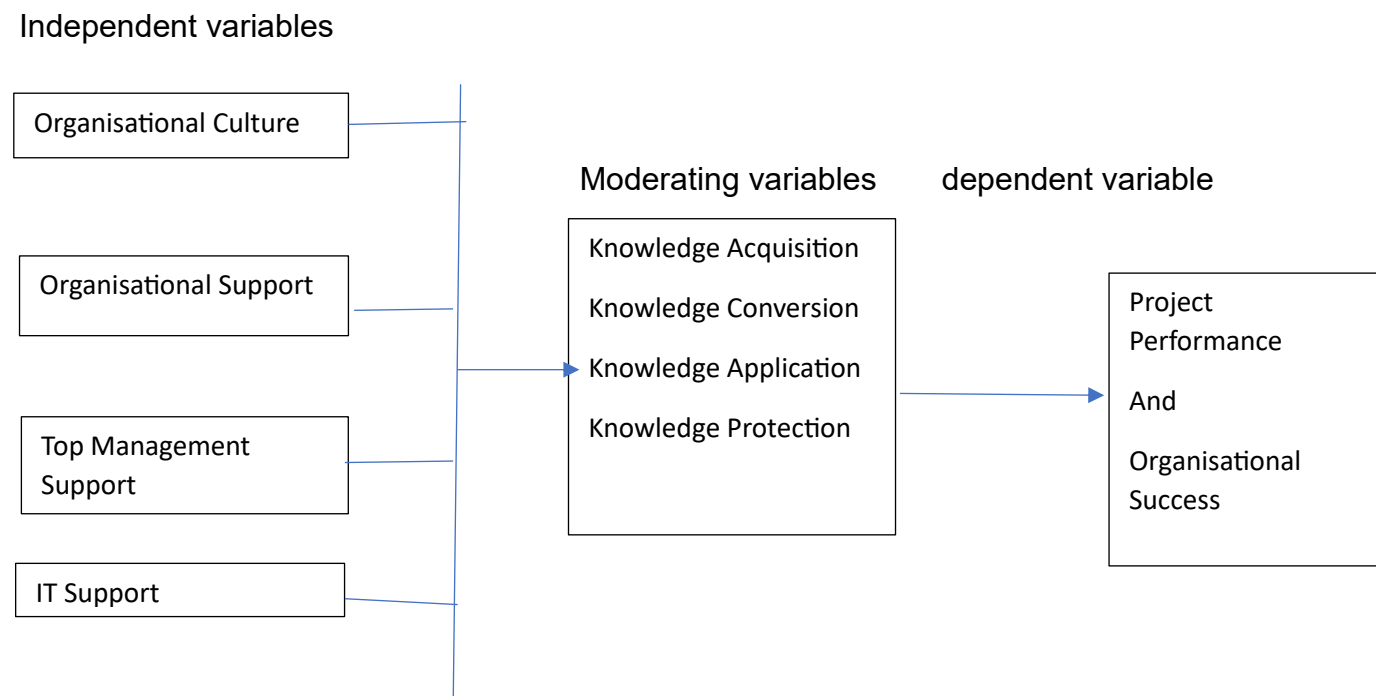 Independent variables
Organisational Culture
Organisational Support
Top Management
Support
IT Support
Moderating variables
Knowledge Acquisition
Knowledge Conversion
Knowledge Application
Knowledge Protection
dependent variable
Project
Performance
And
Organisational
Success